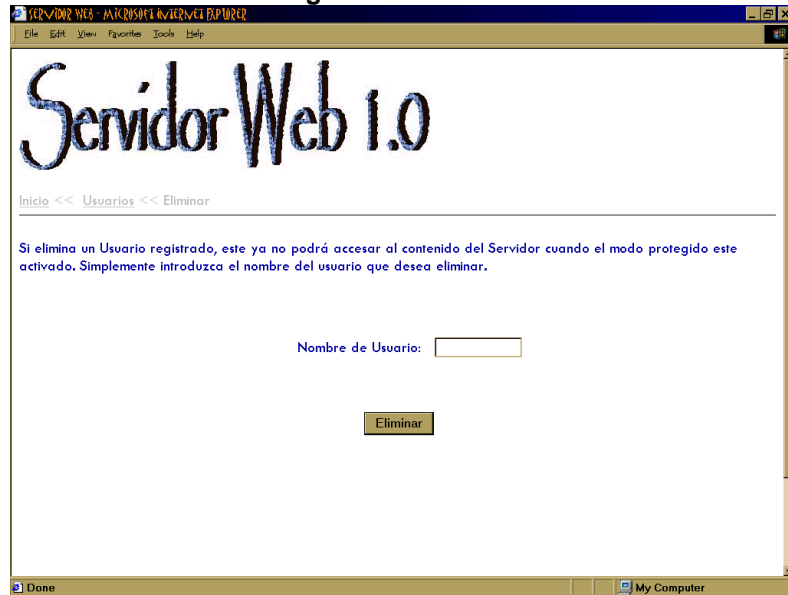 SERVIDOR WEB - MICROSOFT INTERNET EXPLORER
File Edit View Favorites Tools Help
Servidor Web 1.0
Inicio << Usuarios << Eliminar
Si elimina un Usuario registrado, este ya no podrá accesar al contenido del Servidor cuando el modo protegido este
activado. Simplemente introduzca el nombre del usuario que desea eliminar.
Nombre de Usuario:
Eliminar
Done My Computer